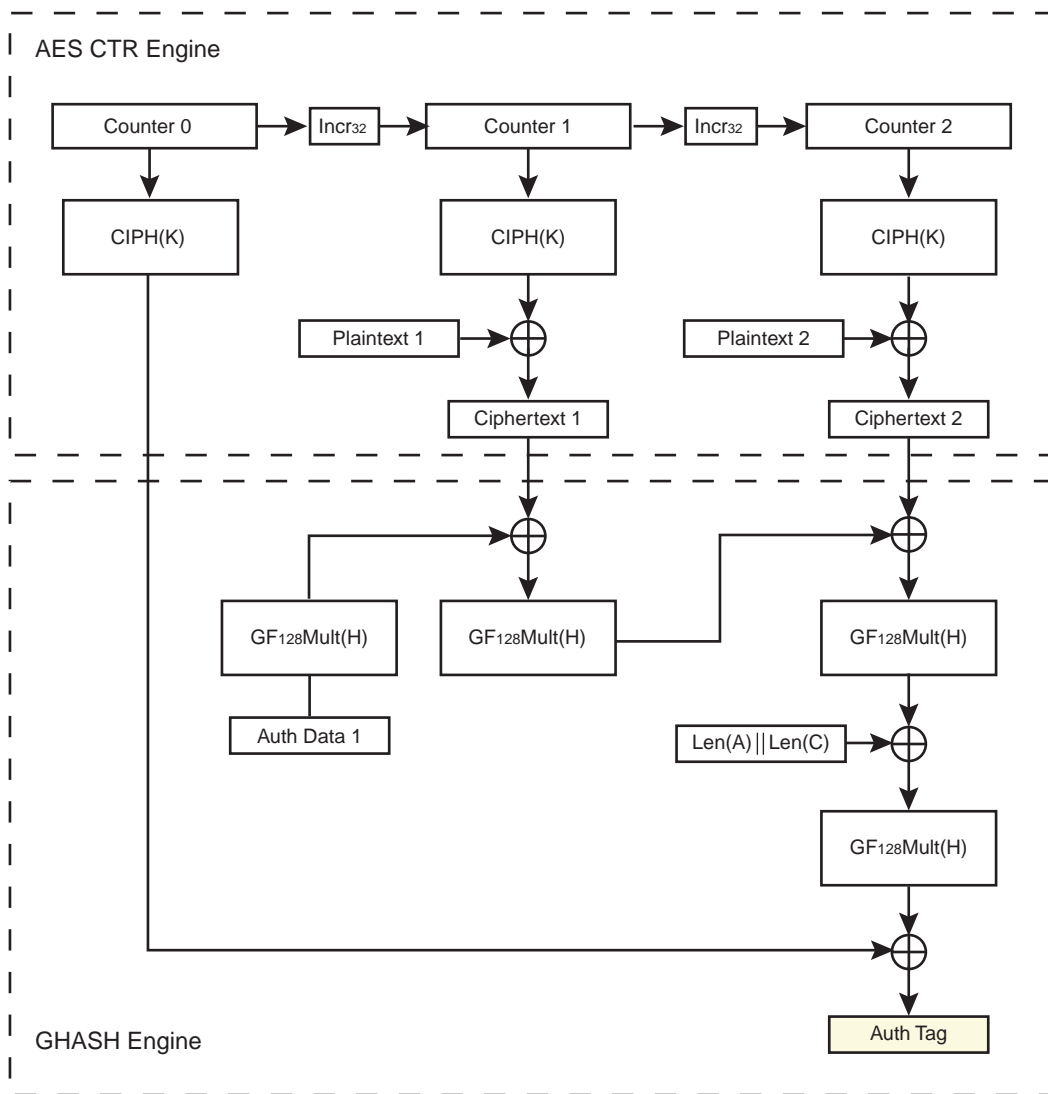 AES CTR Engine
Counter 0
Incr32
Counter 1
Incr32
Counter 2
CIPH(K)
CIPH(K)
CIPH(K)
Plaintext 1
Plaintext 2
Ciphertext 1
Ciphertext 2
GF128Mult(H)
GF128Mult(H)
GF128Mult(H)
Auth Data 1
Len(A)||Len(C)
GF128Mult(H)
Auth Tag
GHASH Engine